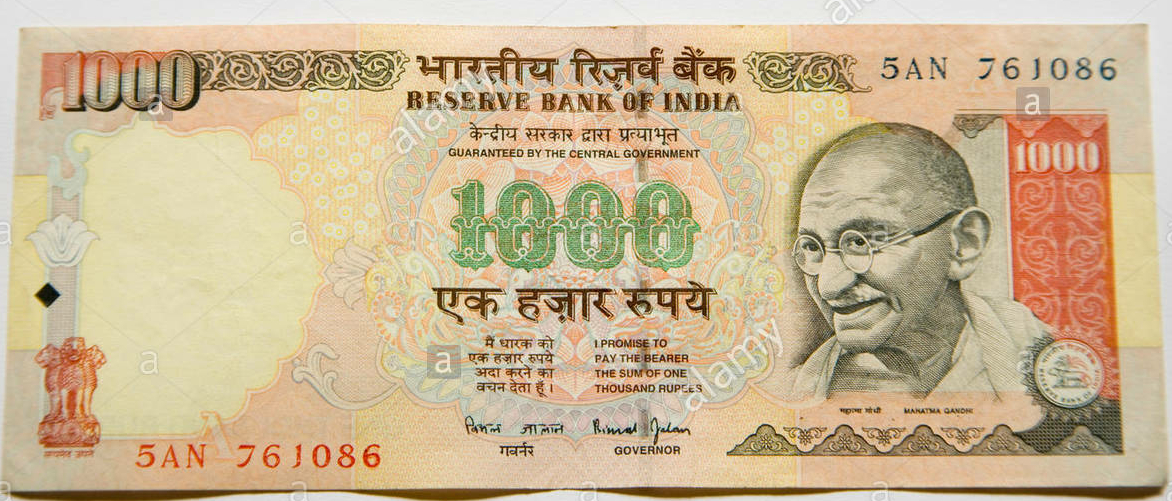 1000
भारतीय रिज़र्व बैंक
RESERVE BANK OF INDIA
5AN 761086
केन्द्रीय सरकार द्वारा प्रत्याभूत
GUARANTEED BY THE CENTRAL GOVERNMENT
1000
1000
एक हज़ार रुपये
मैं धारक को
एक हज़ार रुपये
अदा करने का
वचन देता हूँ।
I PROMISE TO
PAY THE BEARER
THE SUM OF ONE
THOUSAND RUPEES
बिमल जालान
Bimal Jalan
गवर्नर
GOVERNOR
महात्मा गांधी
MAHATMA GANDHI
सत्यमेव जयते
5AN 761086
alamy
alamy